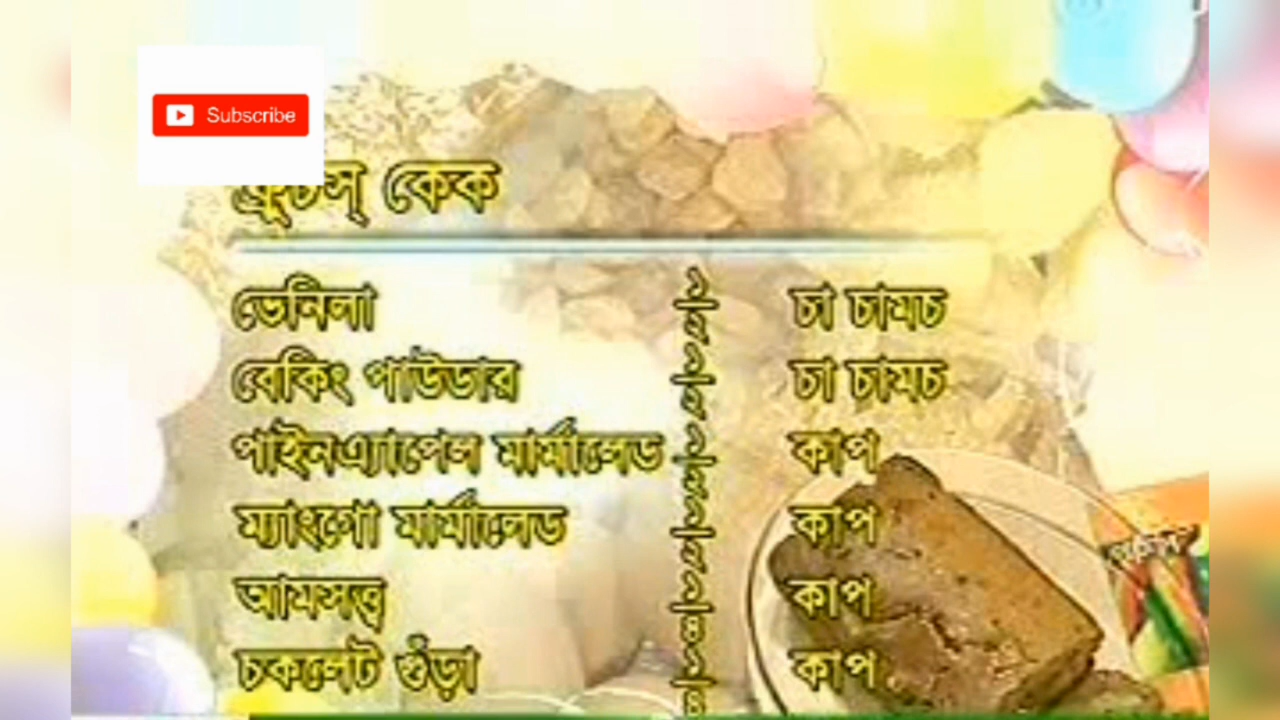 Subscribe
ফ্রুটস্ কেক
ভেনিলা চা চামচ
বেকিং পাউডার চা চামচ
পাইনএ্যাপেল মার্মালেড কাপ
ম্যাংগো মার্মালেড কাপ
আমসত্ত্ব কাপ
চকলেট গুঁড়া কাপ